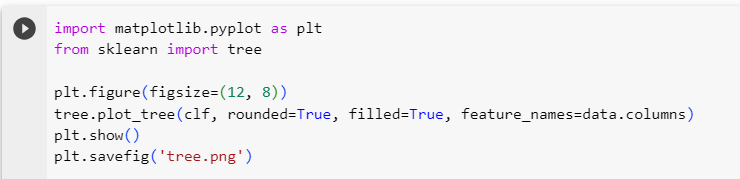 import matplotlib.pyplot as plt
from sklearn import tree

plt.figure(figsize=(12, 8))
tree.plot_tree(clf, rounded=True, filled=True, feature_names=data.columns)
plt.show()
plt.savefig('tree.png')